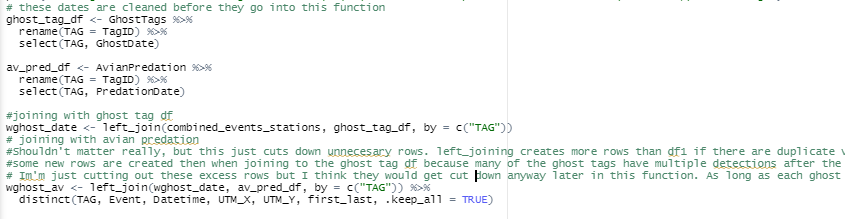 # these dates are cleaned before they go into this function
ghost_tag_df <- GhostTags %>%
rename(TAG = TagID) %>%
select(TAG, GhostDate)
av_pred_df <- AvianPredation %>%
rename(TAG = TagID) %>%
select(TAG, PredationDate)
#joining with ghost tag df
wghost_date <- left_join(combined_events_stations, ghost_tag_df, by = c("TAG"))
# joining with avian predation
#Shouldn't matter really, but this just cuts down unnecesary rows. left_joining creates more rows than df1 if there are duplicate v
#some new rows are created then when joining to the ghost tag df because many of the ghost tags have multiple detections after the
# Im'm just cutting out these excess rows but I think they would get cut down anyway later in this function. As long as each ghost
wghost_av <- left_join(wghost_date, av_pred_df, by = c("TAG")) %>%
distinct(TAG, Event, Datetime, UTM_X, UTM_Y, first_last, .keep_all = TRUE)